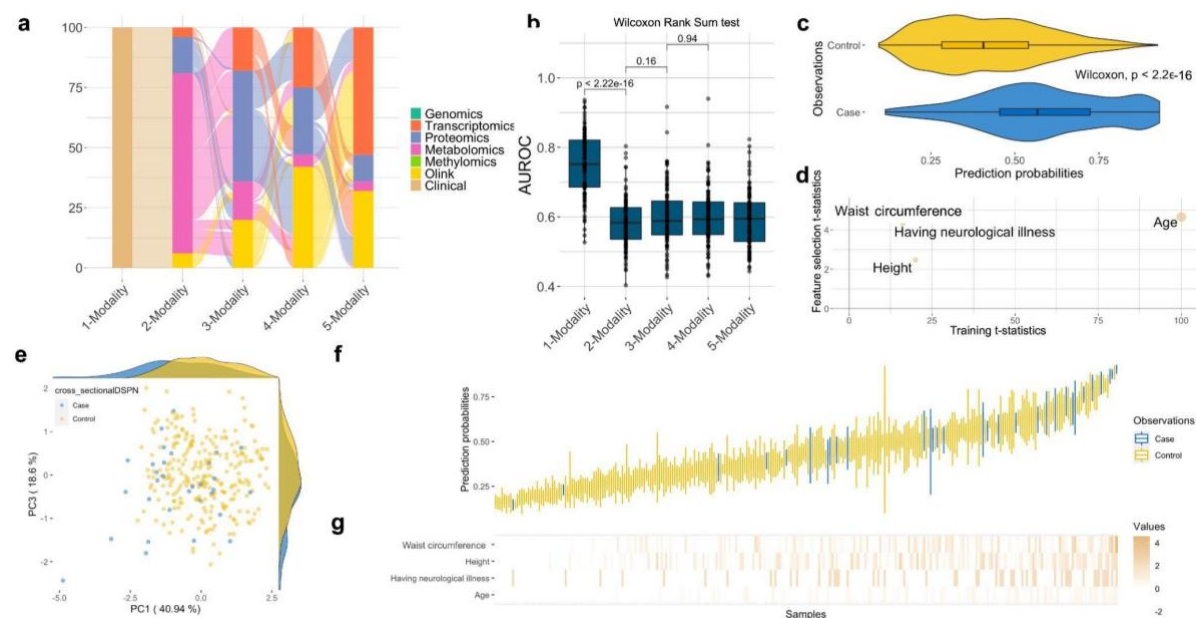 a
100
75
50
25
0
1-Modality
2-Modality
3-Modality
4-Modality
5-Modality
Genomics
Transcriptomics
Proteomics
Metabolomics
Methylomics
Olink
Clinical
b
Wilcoxon Rank Sum test
0.94
0.16
p < 2.22e-16
AUROC
1.0
0.8
0.6
0.4
1-Modality
2-Modality
3-Modality
4-Modality
5-Modality
c
Observations
Control
Case
Wilcoxon, p < 2.2e-16
0.25
0.50
0.75
Prediction probabilities
d
Feature selection t-statistics
4
2
0
Waist circumference
Having neurological illness
Height
Age
0
25
50
75
100
Training t-statistics
e
cross_sectionalDSPN
Case
Control
PC3 ( 18.6 %)
2
1
0
-1
-2
-5.0
-2.5
0.0
2.5
PC1 ( 40.94 %)
f
Prediction probabilities
0.75
0.50
0.25
Observations
Case
Control
g
Waist circumference
Height
Having neurological illness
Age
Samples
Values
4
2
0
-2